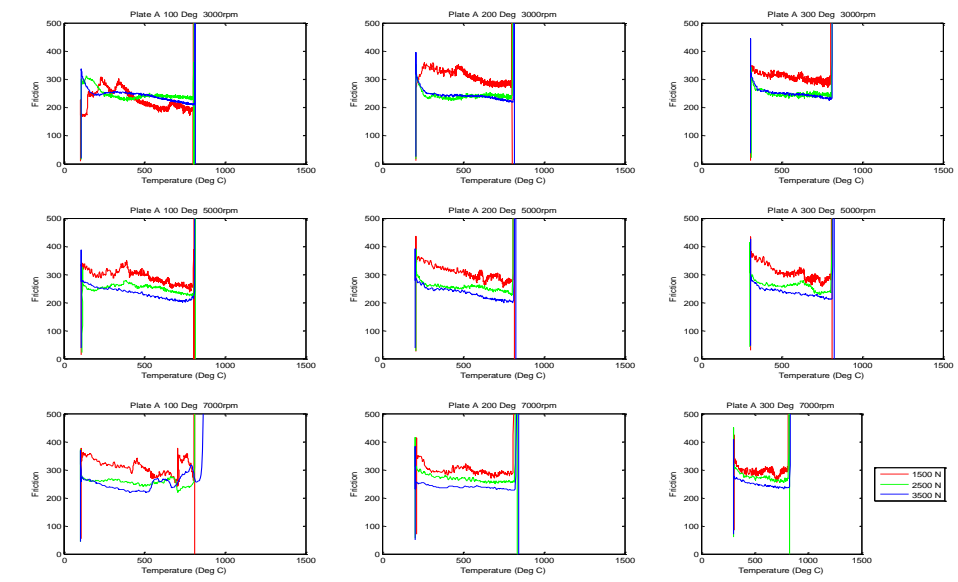 Plate A 100 Deg 3000rpm
Plate A 200 Deg 3000rpm
Plate A 300 Deg 3000rpm
500
400
300
200
100
0
Friction
0 500 1000 1500
Temperature (Deg C)
500
400
300
200
100
0
Friction
0 500 1000 1500
Temperature (Deg C)
500
400
300
200
100
0
Friction
0 500 1000 1500
Temperature (Deg C)
Plate A 100 Deg 5000rpm
Plate A 200 Deg 5000rpm
Plate A 300 Deg 5000rpm
500
400
300
200
100
0
Friction
0 500 1000 1500
Temperature (Deg C)
500
400
300
200
100
0
Friction
0 500 1000 1500
Temperature (Deg C)
500
400
300
200
100
0
Friction
0 500 1000 1500
Temperature (Deg C)
Plate A 100 Deg 7000rpm
Plate A 200 Deg 7000rpm
Plate A 300 Deg 7000rpm
500
400
300
200
100
0
Friction
0 500 1000 1500
Temperature (Deg C)
500
400
300
200
100
0
Friction
0 500 1000 1500
Temperature (Deg C)
500
400
300
200
100
0
Friction
0 500 1000 1500
Temperature (Deg C)
1500 N
2500 N
3500 N